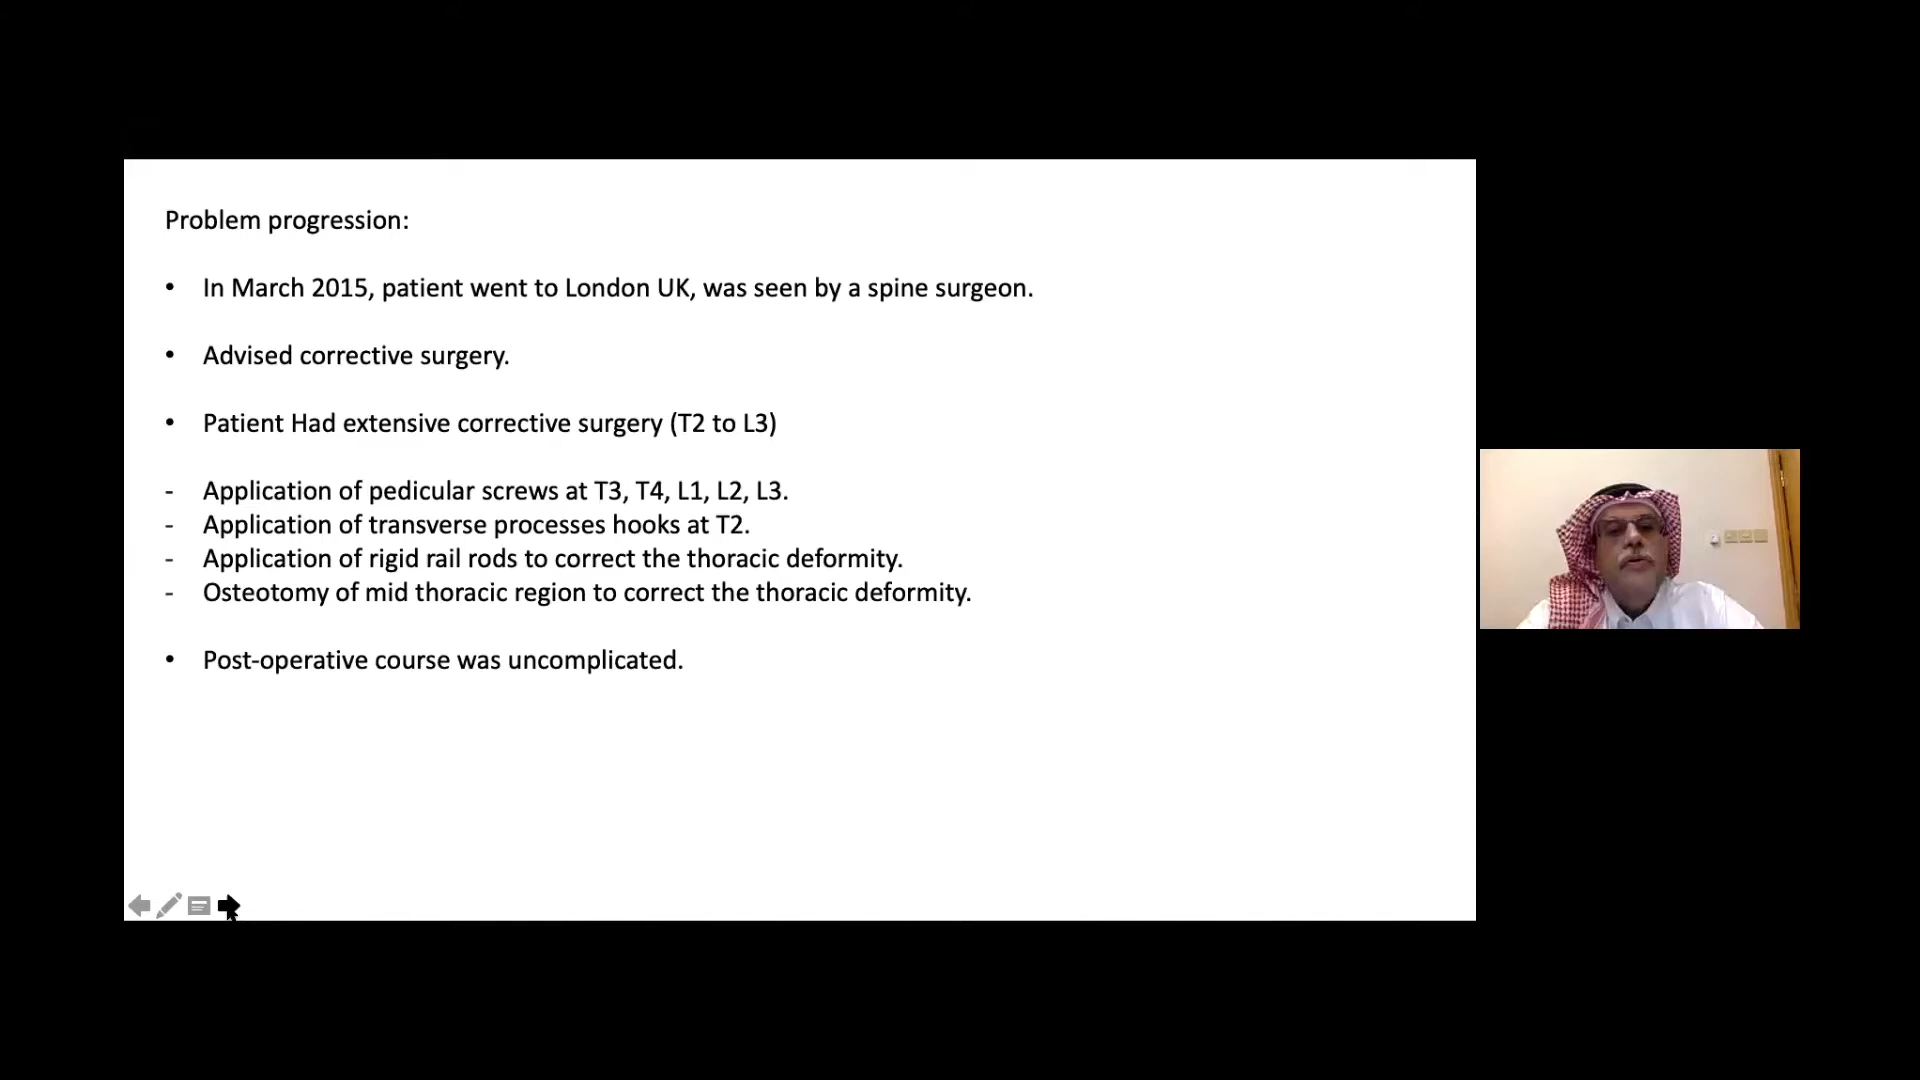 Problem progression:
• In March 2015, patient went to London UK, was seen by a spine surgeon.
• Advised corrective surgery.
• Patient Had extensive corrective surgery (T2 to L3)
- Application of pedicular screws at T3, T4, L1, L2, L3.
- Application of transverse processes hooks at T2.
- Application of rigid rail rods to correct the thoracic deformity.
- Osteotomy of mid thoracic region to correct the thoracic deformity.
• Post-operative course was uncomplicated.